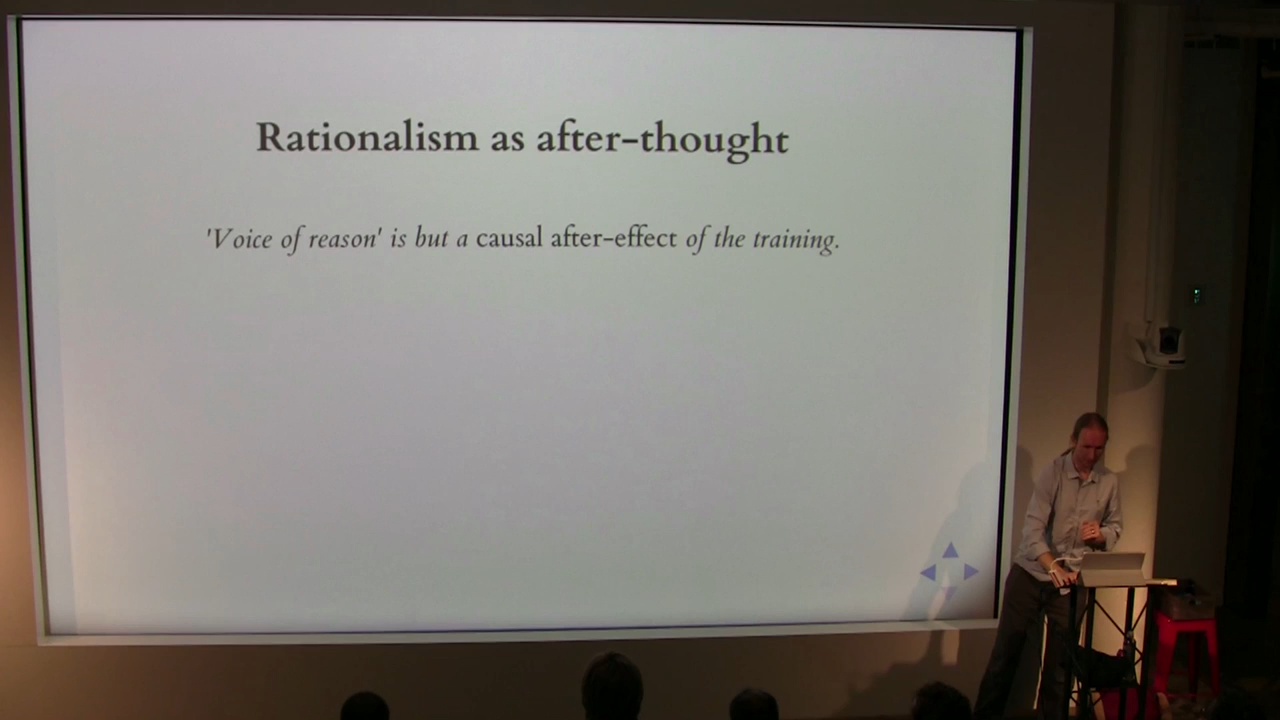 Rationalism as after-thought
'Voice of reason' is but a causal after-effect of the training.